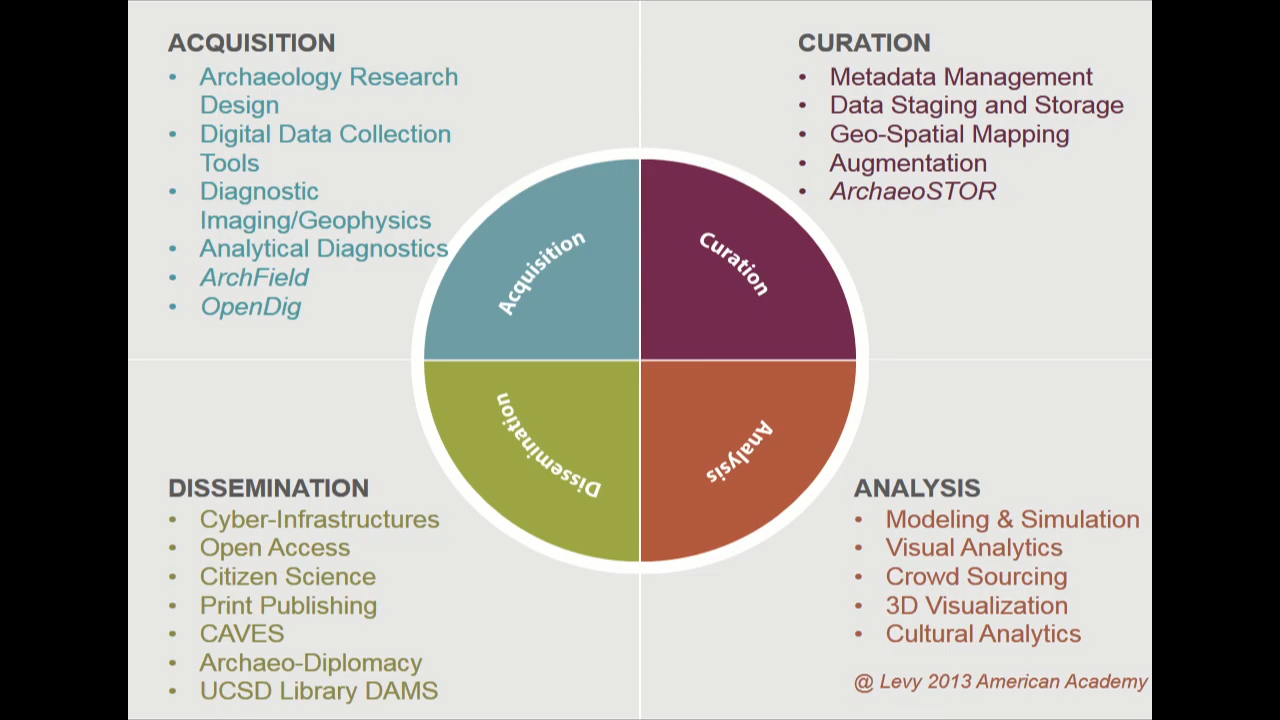 ACQUISITION
• Archaeology Research
Design
• Digital Data Collection
Tools
• Diagnostic
Imaging/Geophysics
• Analytical Diagnostics
• ArchField
• OpenDig
CURATION
• Metadata Management
• Data Staging and Storage
• Geo-Spatial Mapping
• Augmentation
• ArchaeoSTOR
Acquisition
Curation
Dissemination
Analysis
DISSEMINATION
• Cyber-Infrastructures
• Open Access
• Citizen Science
• Print Publishing
• CAVES
• Archaeo-Diplomacy
• UCSD Library DAMS
ANALYSIS
• Modeling & Simulation
• Visual Analytics
• Crowd Sourcing
• 3D Visualization
• Cultural Analytics
@ Levy 2013 American Academy